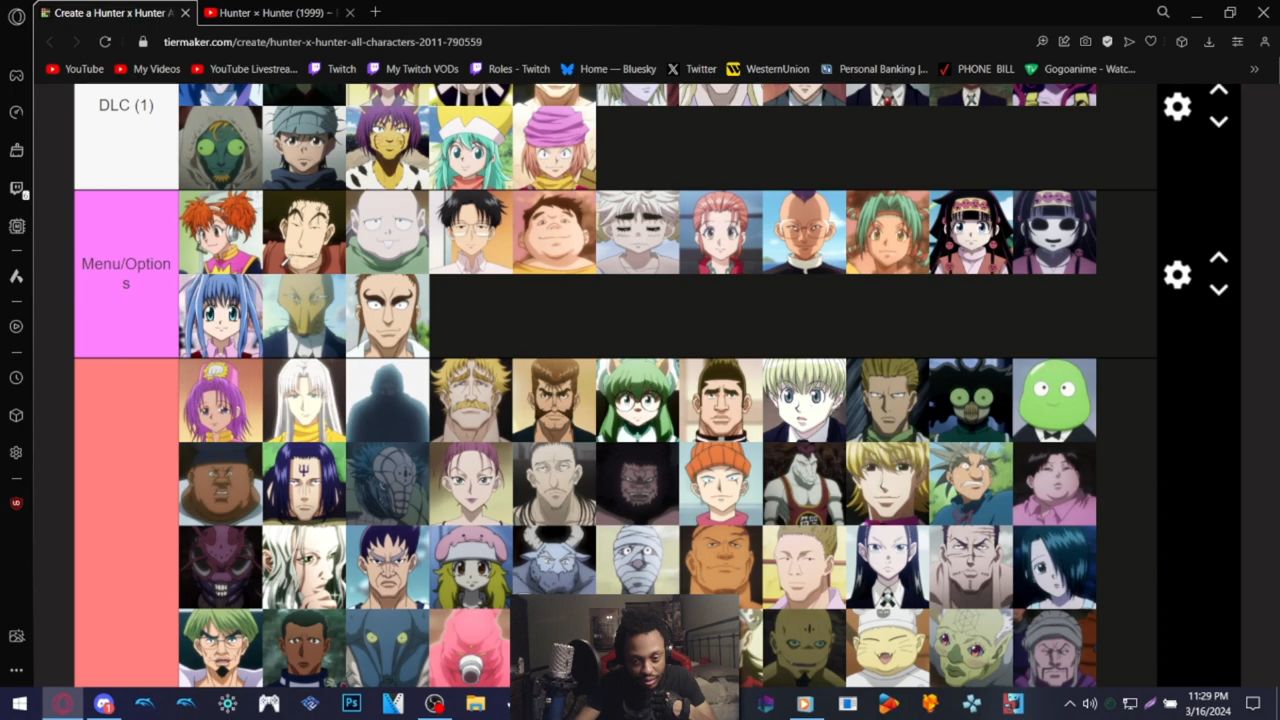 Create a Hunter x Hunter A
Hunter × Hunter (1999) ~
tiermaker.com/create/hunter-x-hunter-all-characters-2011-790559
YouTube
My Videos
YouTube Livestrea...
Twitch
My Twitch VODs
Roles - Twitch
Home — Bluesky
Twitter
WesternUnion
Personal Banking |...
PHONE BILL
Gogoanime - Watc...
DLC (1)
Menu/Option
s
Ps
11:29 PM
3/16/2024